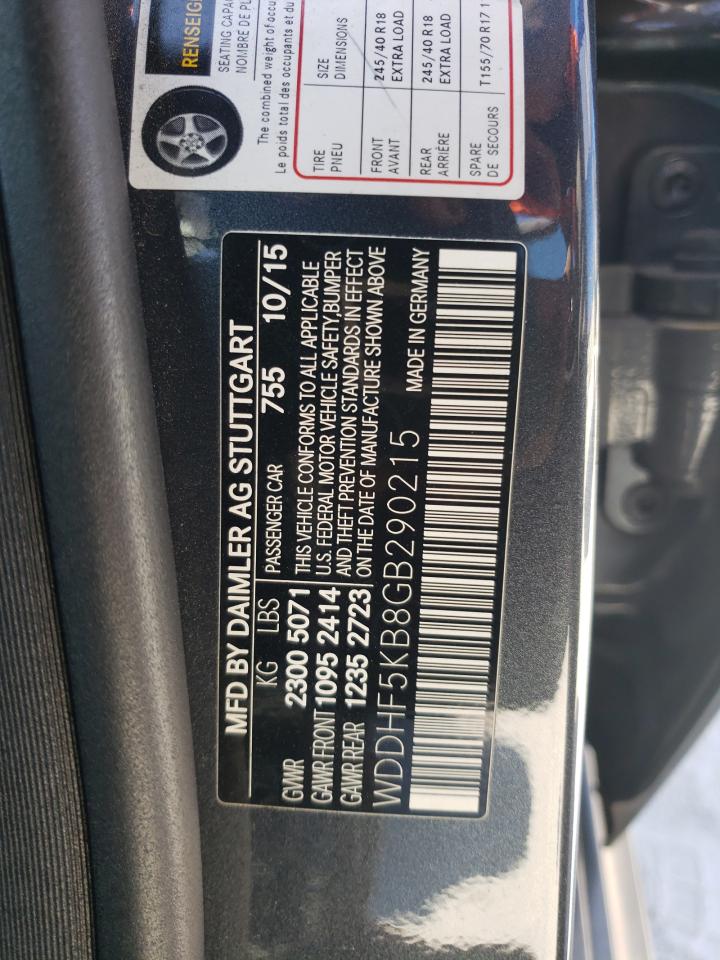 RENSEIG
SEATING CAPA
NOMBRE DE PL
The combined weight of occu
Le poids total des occupants et du
TIRE SIZE
PNEU DIMENSIONS
FRONT 245/40 R18
AVANT EXTRA LOAD
REAR 245/40 R18
ARRIÈRE EXTRA LOAD
SPARE T155/70 R17 1
DE SECOURS
MFD BY DAIMLER AG STUTTGART
KG LBS PASSENGER CAR 755 10/15
GVWR 2300 5071 THIS VEHICLE CONFORMS TO ALL APPLICABLE
GAWR FRONT 1095 2414 U.S. FEDERAL MOTOR VEHICLE SAFETY,BUMPER
GAWR REAR 1235 2723 AND THEFT PREVENTION STANDARDS IN EFFECT
ON THE DATE OF MANUFACTURE SHOWN ABOVE
WDDHF5KB8GB290215 MADE IN GERMANY